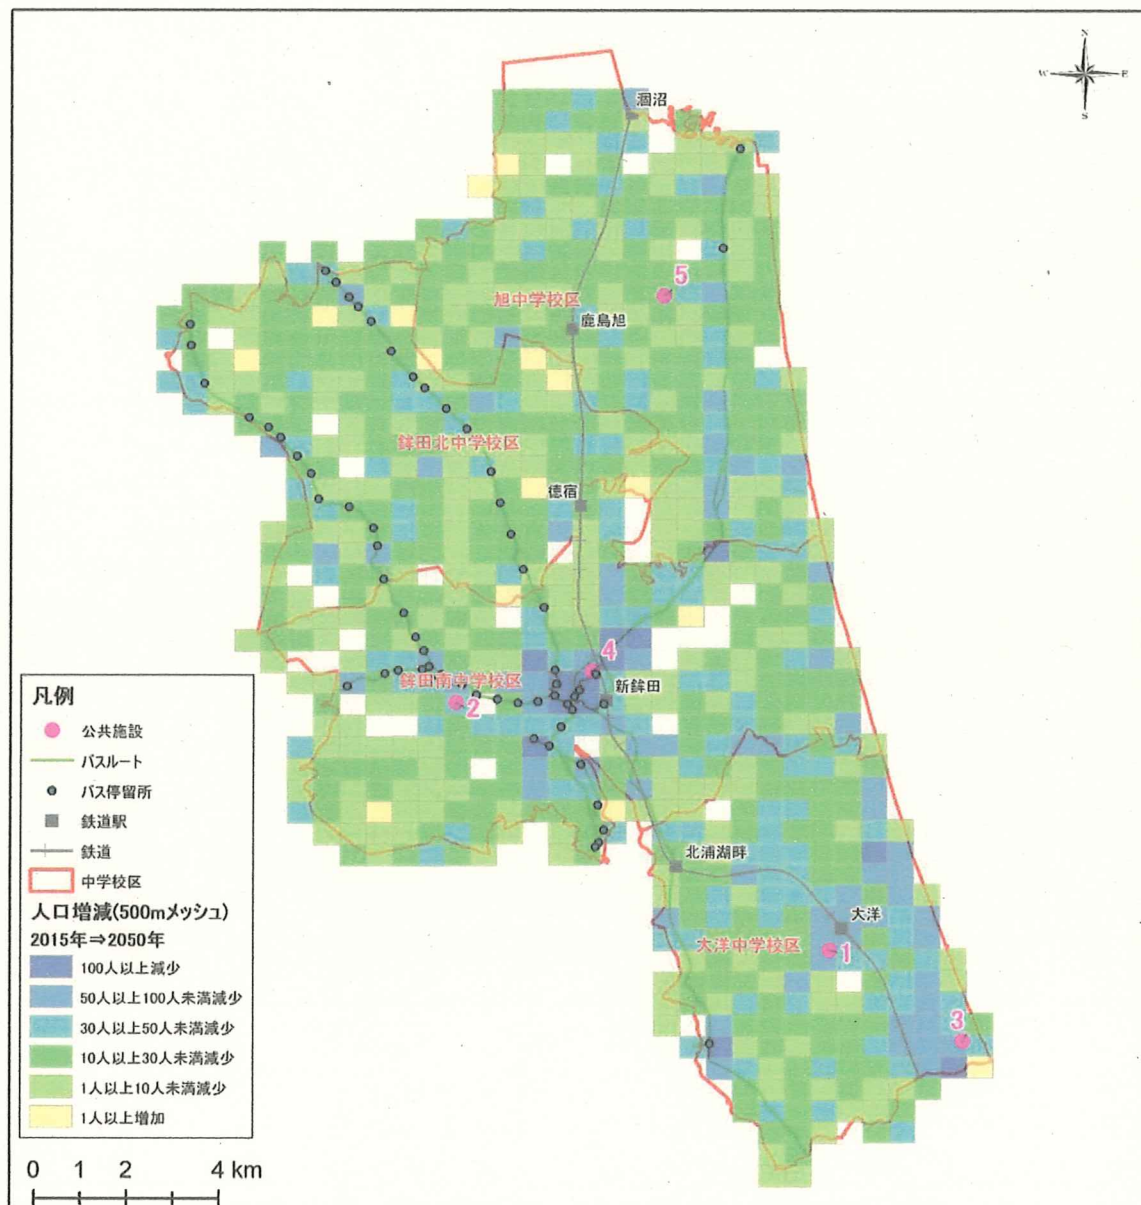 N
W
E
S
涸沼
5
旭中学校区
鹿島旭
鉾田北中学校区
徳宿
4
鉾田南中学校区
新鉾田
2
北浦湖畔
大洋
大洋中学校区
1
3
凡例
公共施設
バスルート
バス停留所
鉄道駅
鉄道
中学校区
人口増減(500mメッシュ)
2015年⇒2050年
100人以上減少
50人以上100人未満減少
30人以上50人未満減少
10人以上30人未満減少
1人以上10人未満減少
1人以上増加
0 1 2 4 km